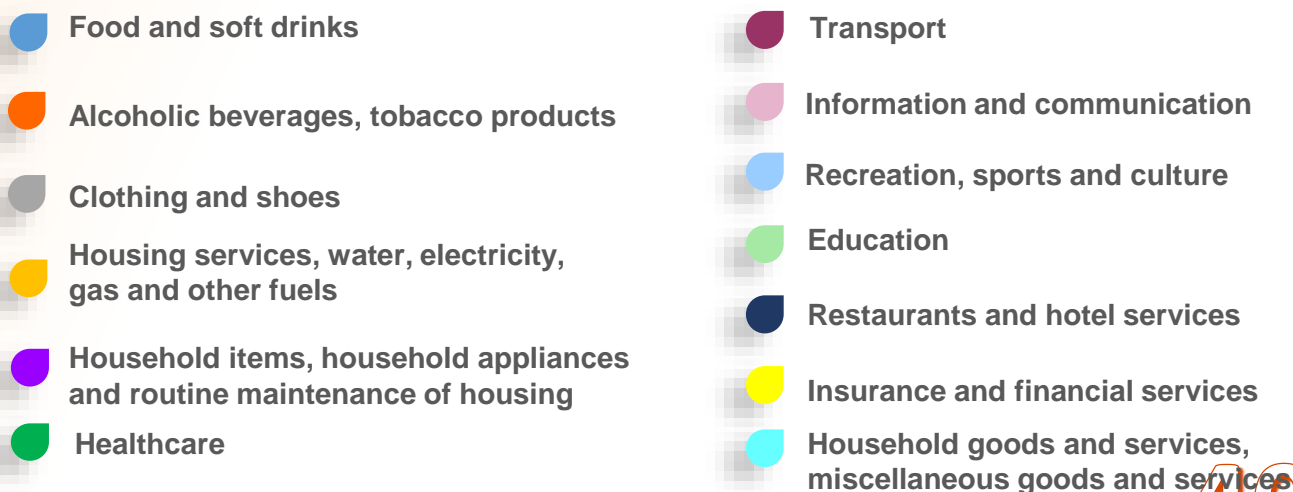 Food and soft drinks
Alcoholic beverages, tobacco products
Clothing and shoes
Housing services, water, electricity,
gas and other fuels
Household items, household appliances
and routine maintenance of housing
Healthcare
Transport
Information and communication
Recreation, sports and culture
Education
Restaurants and hotel services
Insurance and financial services
Household goods and services,
miscellaneous goods and services